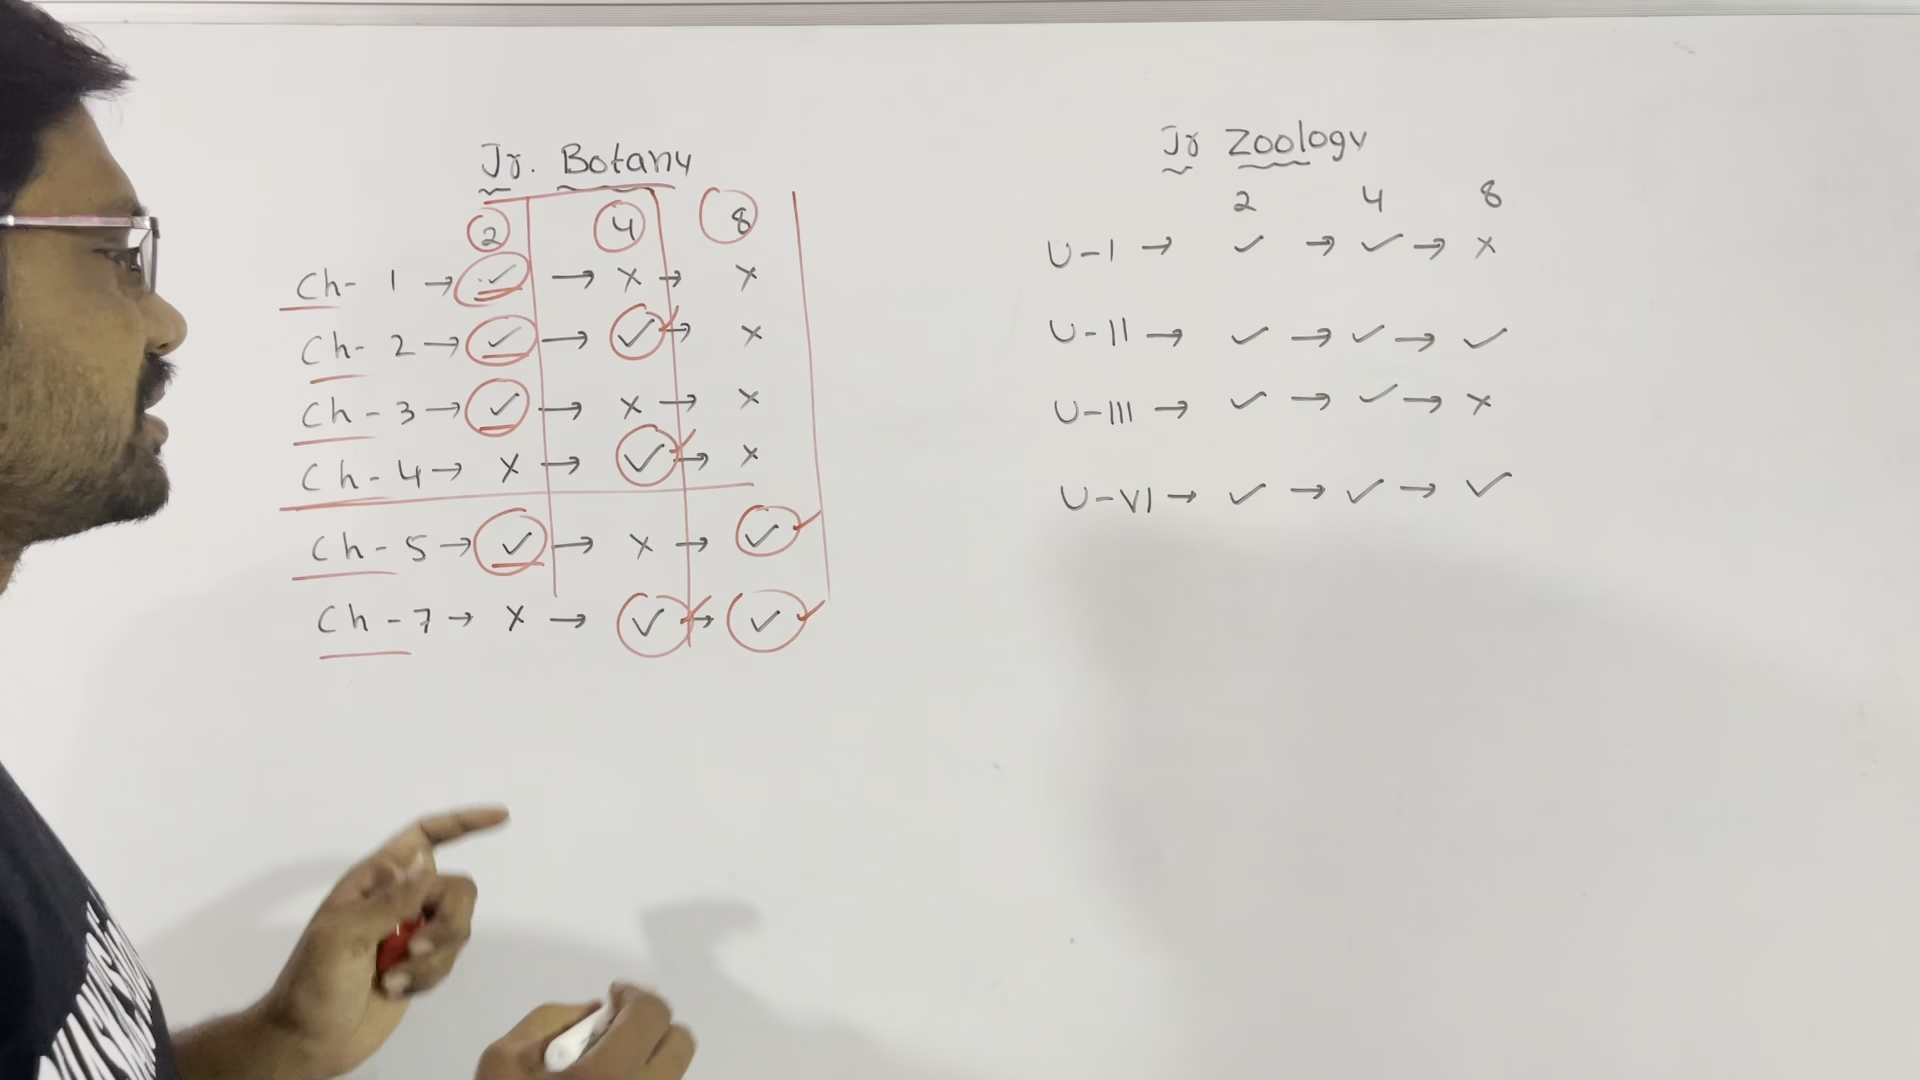 Jr. Botany
2 4 8
Ch- 1 → ✓ → x → x
Ch- 2 → ✓ → ✓ → x
Ch- 3 → ✓ → x → x
Ch- 4 → x → ✓ → x
Ch- 5 → ✓ → x → ✓
Ch- 7 → x → ✓ → ✓
Jr Zoology
2 4 8
U-I → ✓ → ✓ → x
U-II → ✓ → ✓ → ✓
U-III → ✓ → ✓ → x
U-VI → ✓ → ✓ → ✓